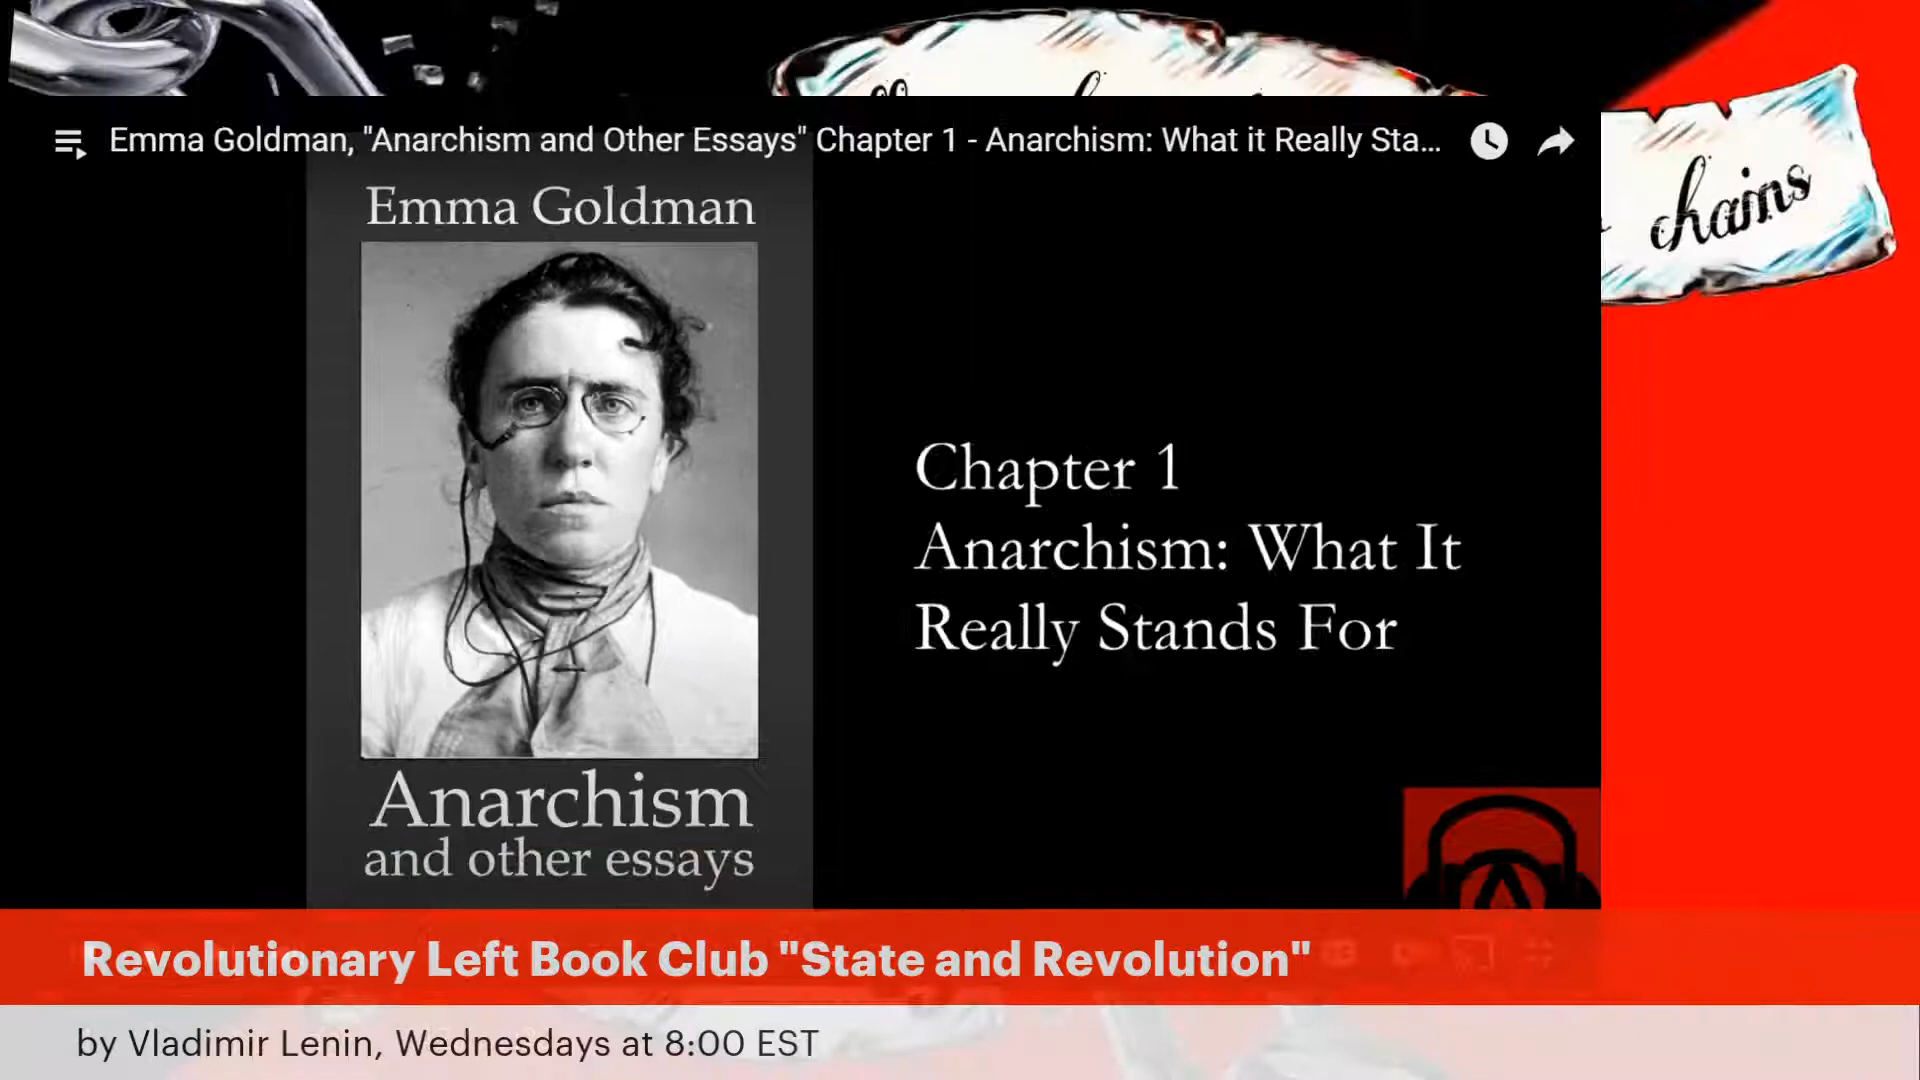 chains
Emma Goldman, "Anarchism and Other Essays" Chapter 1 - Anarchism: What it Really Sta...
Emma Goldman
Chapter 1
Anarchism: What It
Really Stands For
Anarchism
and other essays
Revolutionary Left Book Club "State and Revolution"
by Vladimir Lenin, Wednesdays at 8:00 EST